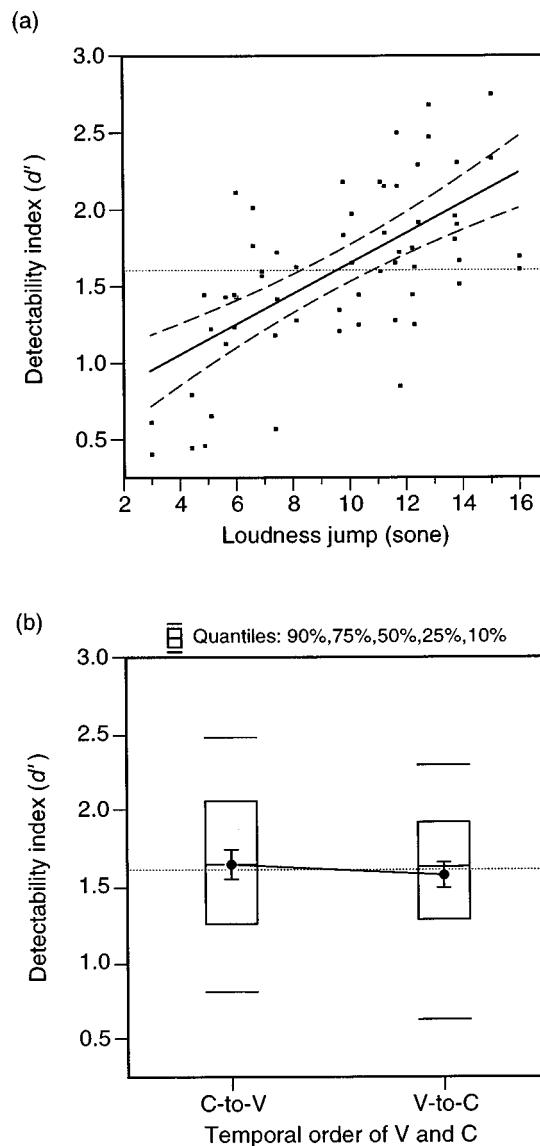 (a)
3.0
2.5
2.0
1.5
1.0
0.5
Detectability index (d′)
2 4 6 8 10 12 14 16
Loudness jump (sone)
(b)
Quantiles: 90%,75%,50%,25%,10%
3.0
2.5
2.0
1.5
1.0
0.5
Detectability index (d′)
C-to-V V-to-C
Temporal order of V and C